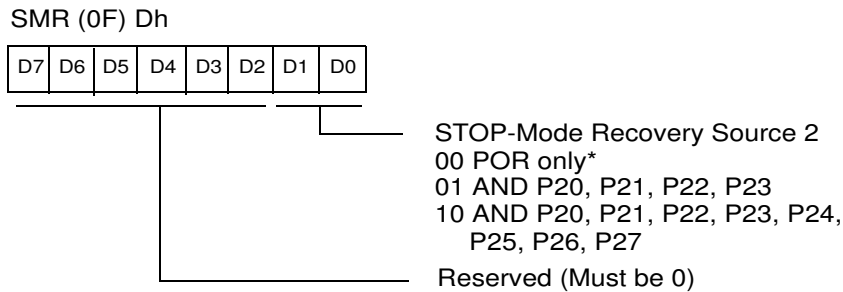 SMR (0F) Dh
D7 D6 D5 D4 D3 D2 D1 D0
STOP-Mode Recovery Source 2
00 POR only*
01 AND P20, P21, P22, P23
10 AND P20, P21, P22, P23, P24,
P25, P26, P27
Reserved (Must be 0)